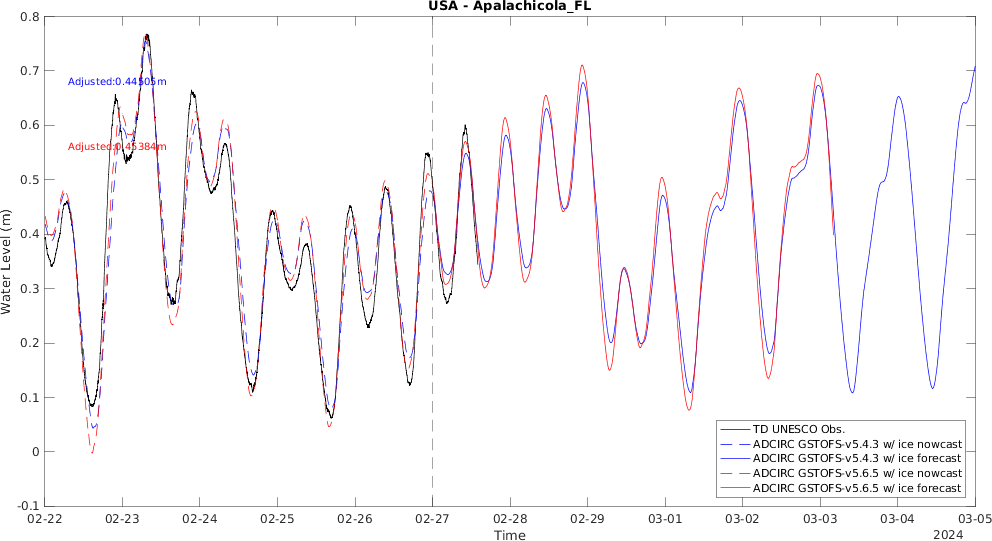 USA - Apalachicola_FL
0.8
0.7
0.6
0.5
0.4
0.3
0.2
0.1
0
-0.1
Water Level (m)
Adjusted:0.44505m
Adjusted:0.45384m
TD UNESCO Obs.
ADCIRC GSTOFS-v5.4.3 w/ ice nowcast
ADCIRC GSTOFS-v5.4.3 w/ ice forecast
ADCIRC GSTOFS-v5.6.5 w/ ice nowcast
ADCIRC GSTOFS-v5.6.5 w/ ice forecast
02-22 02-23 02-24 02-25 02-26 02-27 02-28 02-29 03-01 03-02 03-03 03-04 03-05
Time
2024